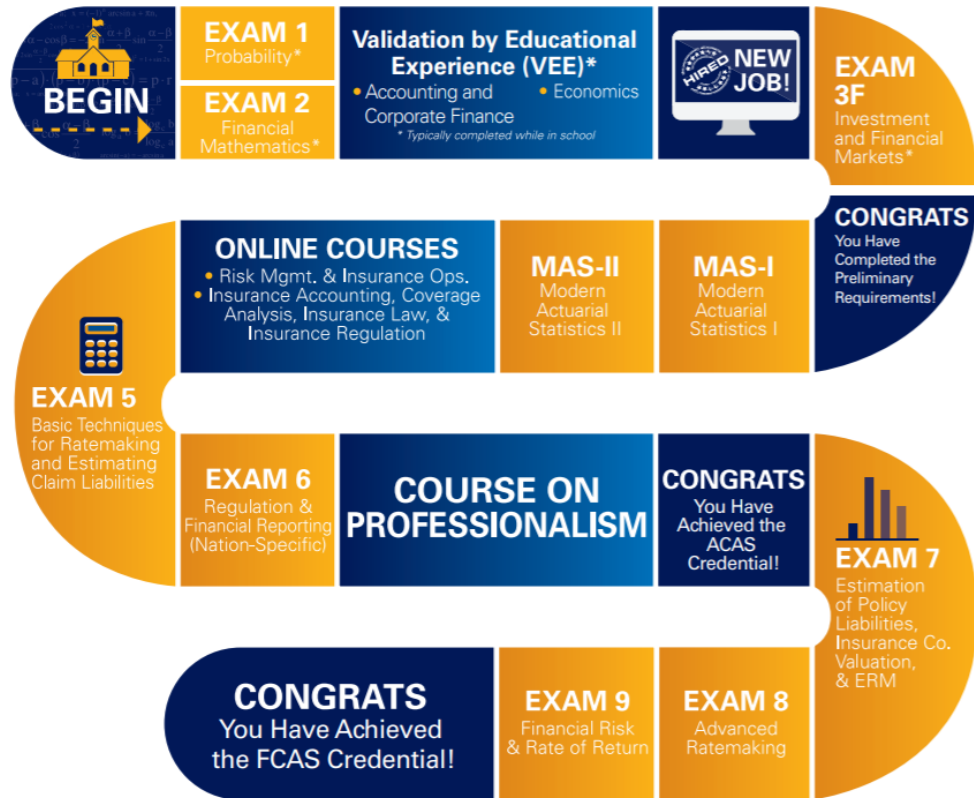 BEGIN
EXAM 1
Probability*
EXAM 2
Financial
Mathematics*
Validation by Educational
Experience (VEE)*
• Accounting and
Corporate Finance
• Economics
* Typically completed while in school
HIRED
NEW
JOB!
EXAM
3F
Investment
and Financial
Markets*
CONGRATS
You Have
Completed the
Preliminary
Requirements!
MAS-I
Modern
Actuarial
Statistics I
MAS-II
Modern
Actuarial
Statistics II
ONLINE COURSES
• Risk Mgmt. & Insurance Ops.
• Insurance Accounting, Coverage
Analysis, Insurance Law, &
Insurance Regulation
EXAM 5
Basic Techniques
for Ratemaking
and Estimating
Claim Liabilities
EXAM 6
Regulation &
Financial Reporting
(Nation-Specific)
COURSE ON
PROFESSIONALISM
CONGRATS
You Have
Achieved the
ACAS
Credential!
EXAM 7
Estimation
of Policy
Liabilities,
Insurance Co.
Valuation,
& ERM
EXAM 8
Advanced
Ratemaking
EXAM 9
Financial Risk
& Rate of Return
CONGRATS
You Have Achieved
the FCAS Credential!